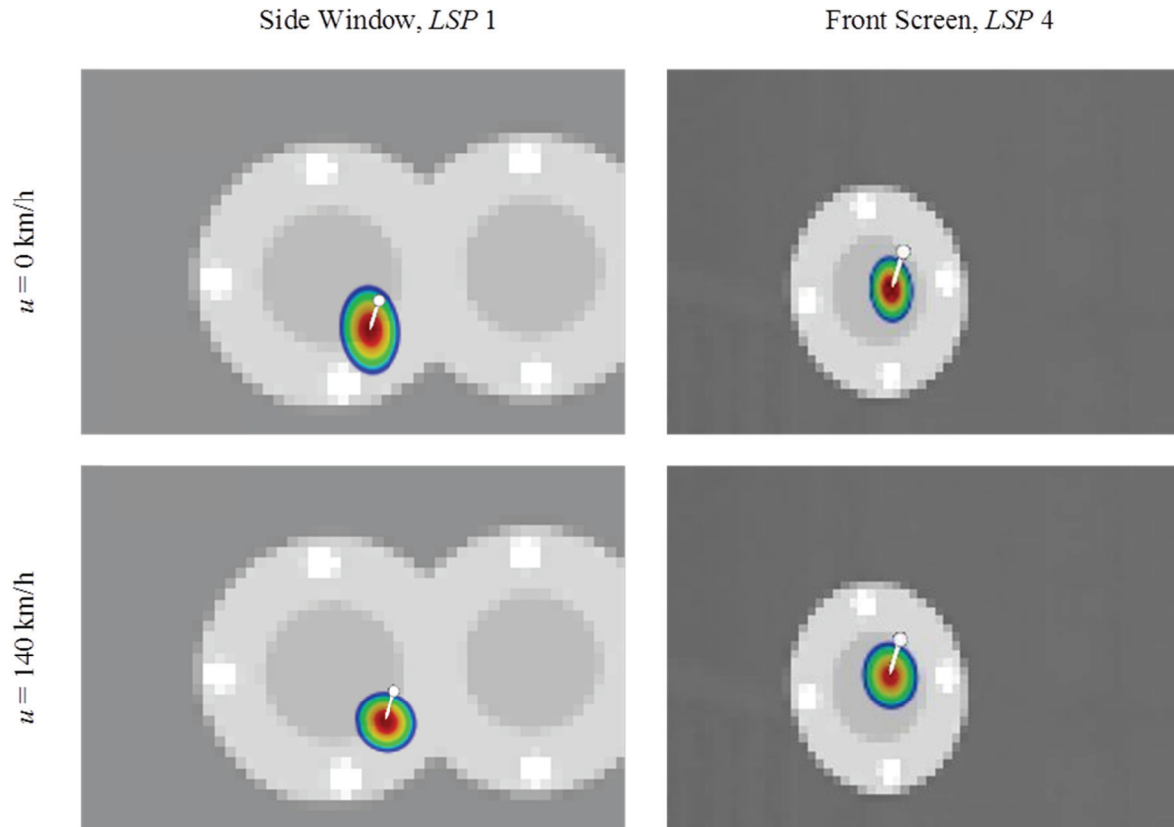 Side Window, LSP 1
Front Screen, LSP 4
u = 0 km/h
u = 140 km/h